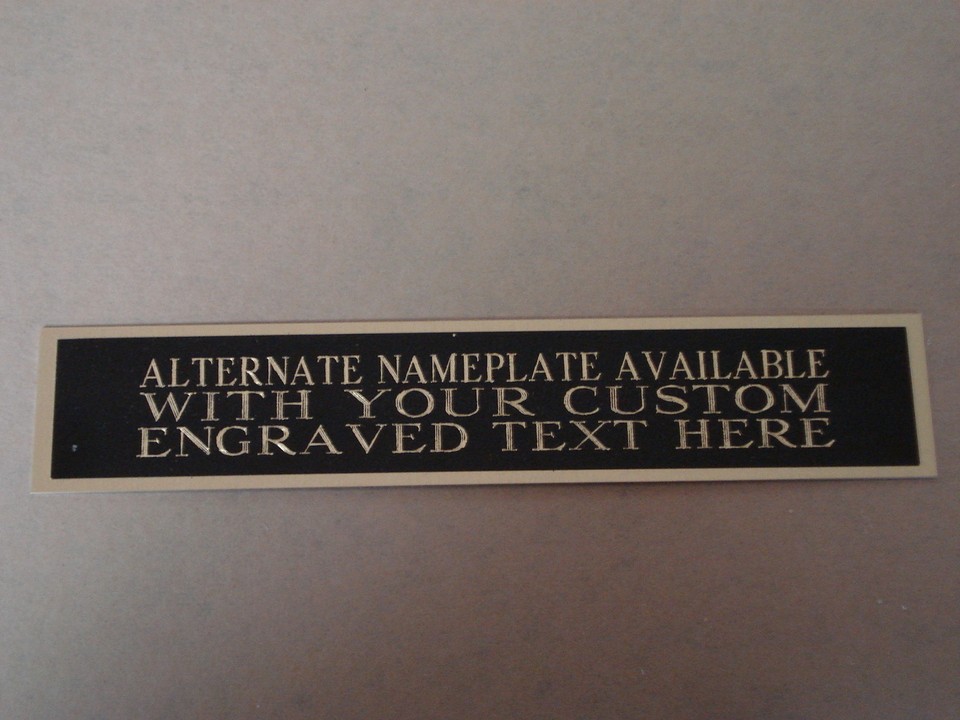 ALTERNATE NAMEPLATE AVAILABLE
WITH YOUR CUSTOM
ENGRAVED TEXT HERE